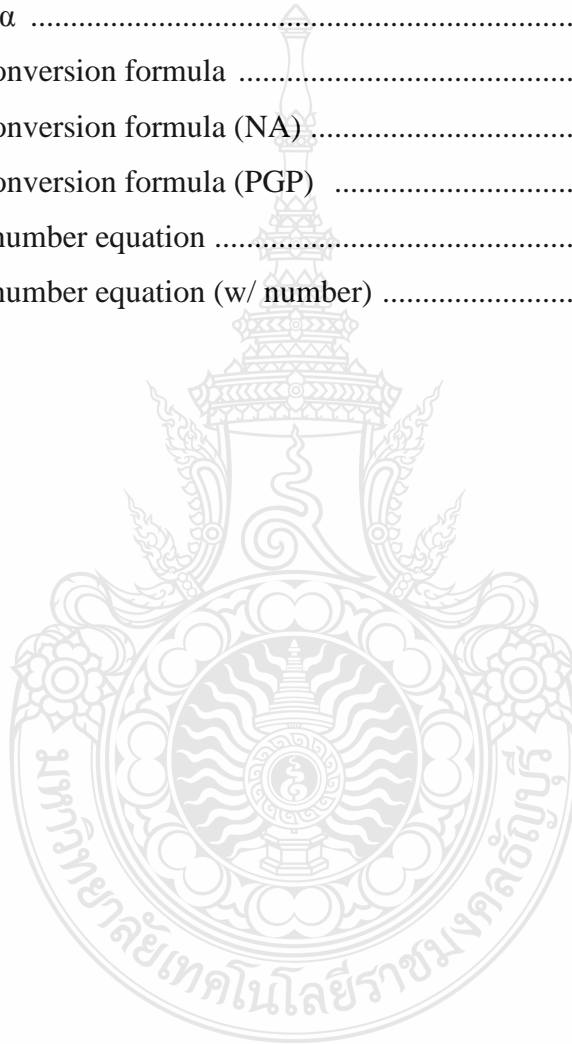 α ................................................................
onversion formula ........................................
onversion formula (NA) ................................
onversion formula (PGP) .............................
number equation ...........................................
number equation (w/ number) ......................
มหาวิทยาลัยเทคโนโลยีราชมงคลธัญบุรี